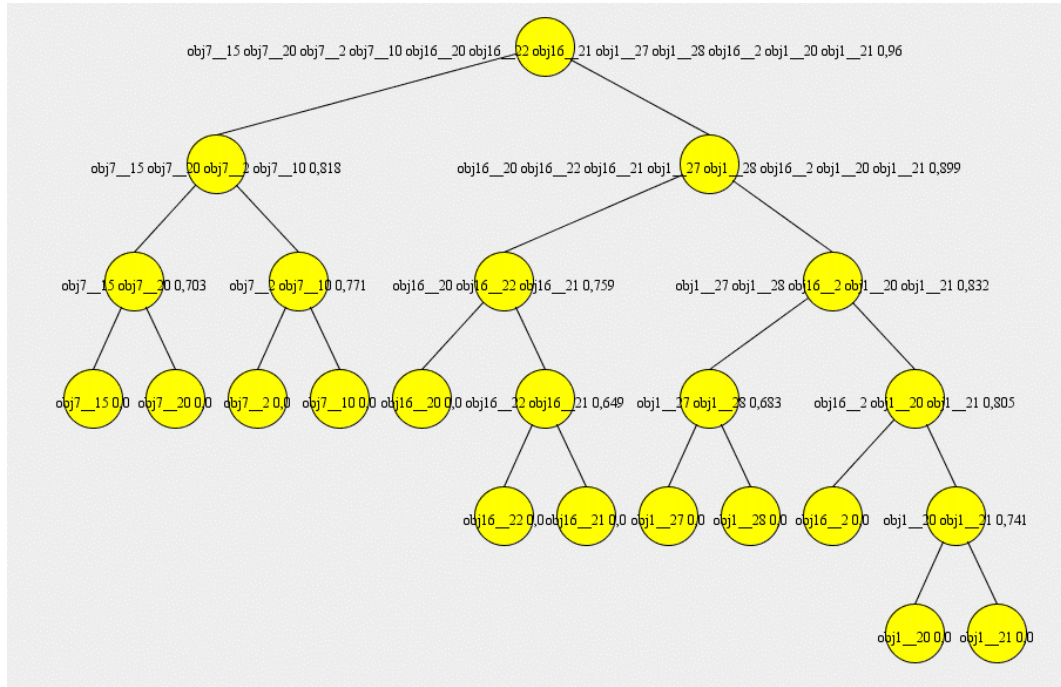 obj7__15 obj7__20 obj7__2 obj7__10 obj16__20 obj16__22 obj16__21 obj1__27 obj1__28 obj16__2 obj1__20 obj1__21 0,96
obj7__15 obj7__20 obj7__2 obj7__10 0,818
obj16__20 obj16__22 obj16__21 obj1__27 obj1__28 obj16__2 obj1__20 obj1__21 0,899
obj7__15 obj7__20 0,703
obj7__2 obj7__10 0,771
obj16__20 obj16__22 obj16__21 0,759
obj1__27 obj1__28 obj16__2 obj1__20 obj1__21 0,832
obj7__15 0,0
obj7__20 0,0
obj7__2 0,0
obj7__10 0,0
obj16__20 0,0
obj16__22 obj16__21 0,649
obj1__27 obj1__28 0,683
obj16__2 obj1__20 obj1__21 0,805
obj16__22 0,0
obj16__21 0,0
obj1__27 0,0
obj1__28 0,0
obj16__2 0,0
obj1__20 obj1__21 0,741
obj1__20 0,0
obj1__21 0,0